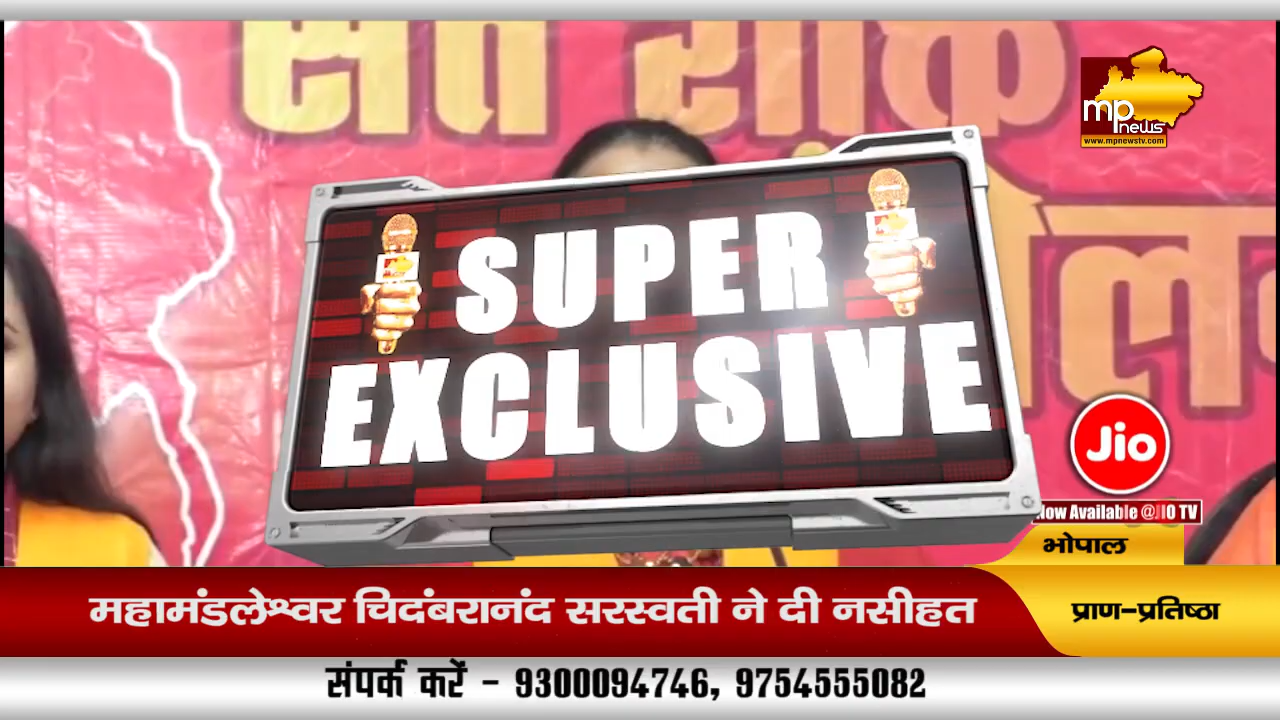 संत
mp
news
www.mpnewstv.com
SUPER
EXCLUSIVE
Jio
Now Available @JIO TV
भोपाल
महामंडलेश्वर चिदंबरानंद सरस्वती ने दी नसीहत
प्राण-प्रतिष्ठा
संपर्क करें - 9300094746, 9754555082